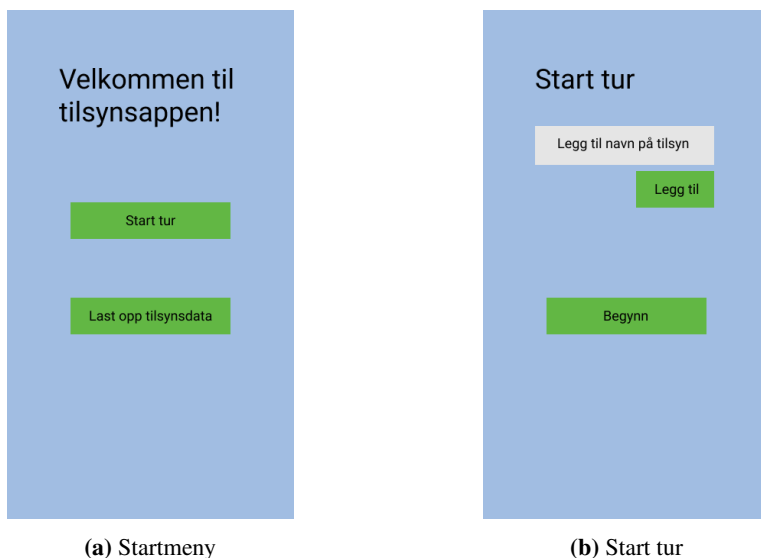 Velkommen til
tilsynsappen!
Start tur
Last opp tilsynsdata
(a) Startmeny
Start tur
Legg til navn på tilsyn
Legg til
Begynn
(b) Start tur